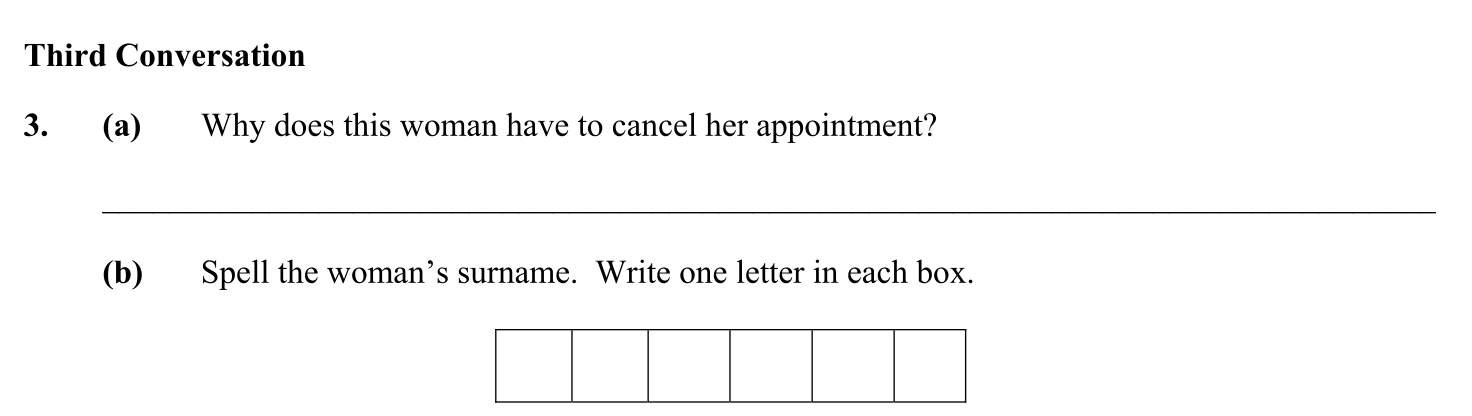 Third Conversation
3. (a) Why does this woman have to cancel her appointment?
(b) Spell the woman’s surname. Write one letter in each box.